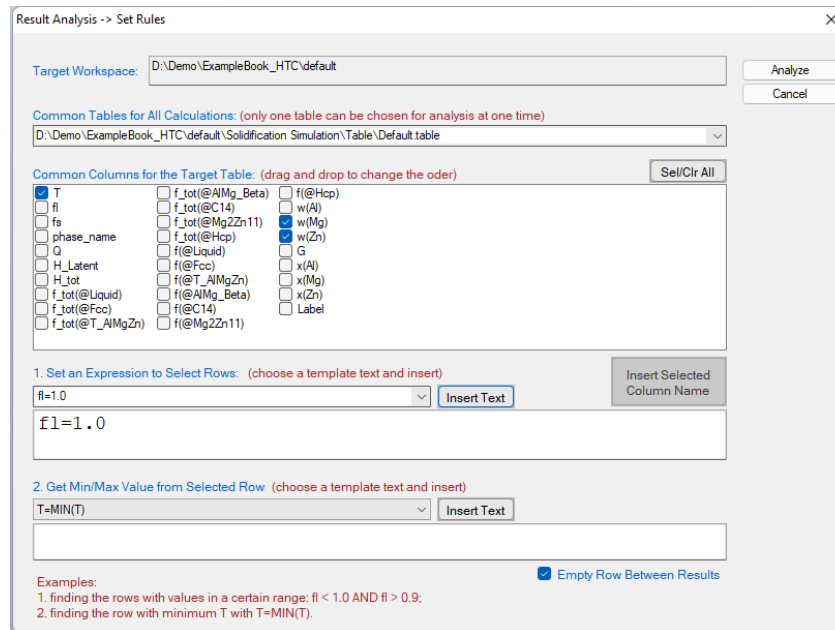 Result Analysis -> Set Rules
Target Workspace: D:\Demo\ExampleBook_HTC\default
Analyze
Cancel
Common Tables for All Calculations: (only one table can be chosen for analysis at one time)
D:\Demo\ExampleBook_HTC\default\Solidification Simulation\Table\Default.table
Common Columns for the Target Table: (drag and drop to change the oder)
Sel/Clr All
T f_tot(@AlMg_Beta) f(@Hcp)
fl f_tot(@C14) w(Al)
fs f_tot(@Mg2Zn11) w(Mg)
phase_name f_tot(@Hcp) w(Zn)
Q f(@Liquid) G
H_Latent f(@Fcc) x(Al)
H_tot f(@T_AlMgZn) x(Mg)
f_tot(@Liquid) f(@AlMg_Beta) x(Zn)
f_tot(@Fcc) f(@C14) Label
f_tot(@T_AlMgZn) f(@Mg2Zn11)
1. Set an Expression to Select Rows: (choose a template text and insert)
Insert Selected
Column Name
fl=1.0 Insert Text
fl=1.0
2. Get Min/Max Value from Selected Row (choose a template text and insert)
T=MIN(T) Insert Text
Empty Row Between Results
Examples:
1. finding the rows with values in a certain range: fl < 1.0 AND fl > 0.9;
2. finding the row with minimum T with T=MIN(T).